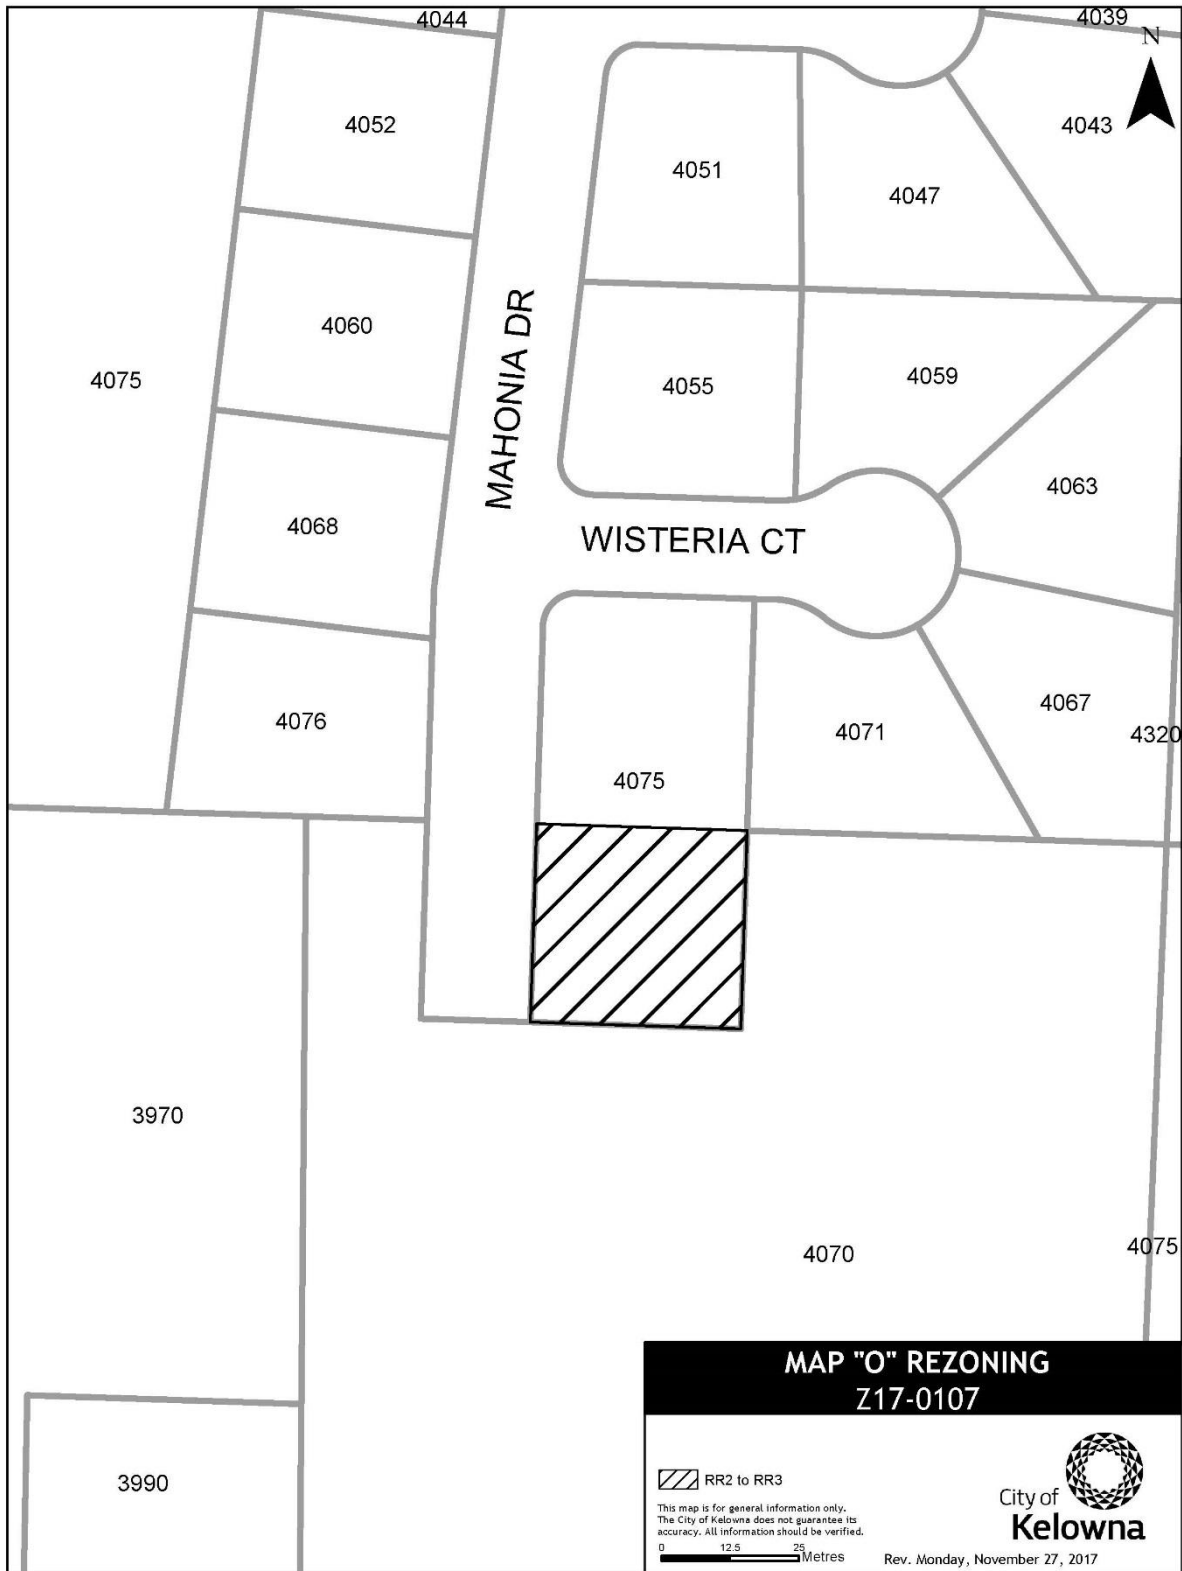 4044
4039
N
4052
4043
4051
4047
4060
MAHONIA DR
4075
4055
4059
4063
4068
WISTERIA CT
4067
4076
4071
4320
4075
3970
4070
4075
3990
MAP "O" REZONING
Z17-0107
RR2 to RR3
This map is for general information only.
The City of Kelowna does not guarantee its
accuracy. All information should be verified.
0 12.5 25
Metres
City of
Kelowna
Rev. Monday, November 27, 2017